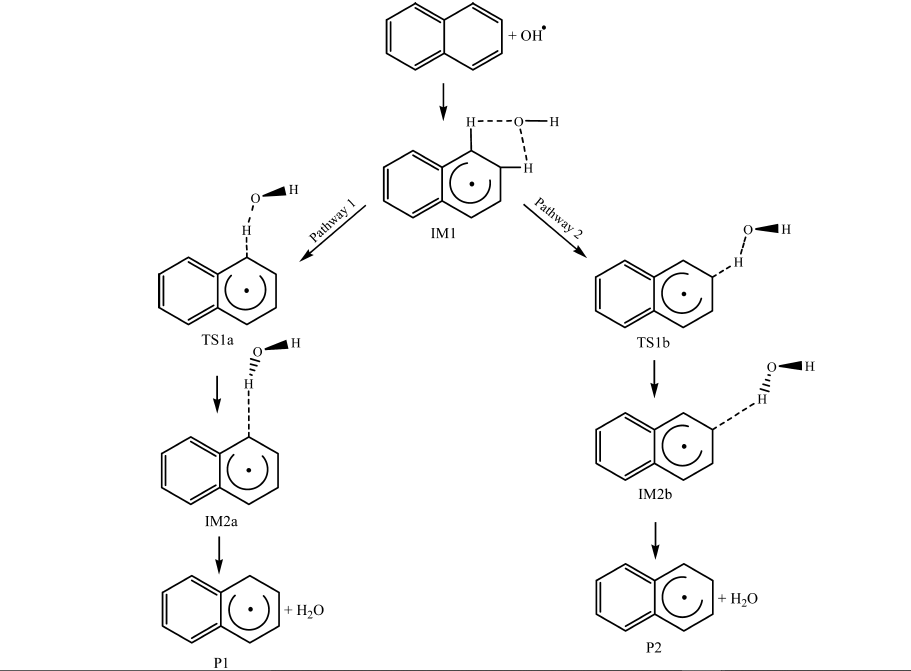 + OH•
H O H
H
IM1
Pathway 1
Pathway 2
O H
H
TS1a
O H
H
TS1b
O H
H
IM2a
O H
H
IM2b
+ H₂O
P1
+ H₂O
P2